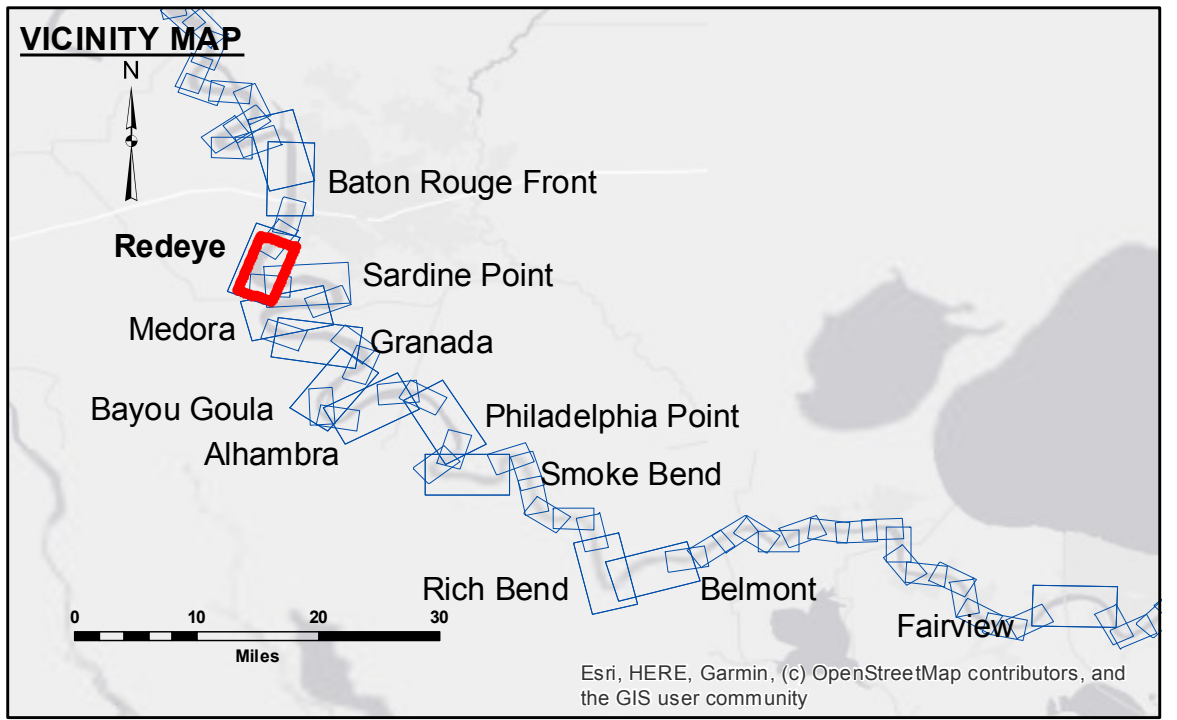 VICINITY MAP
N
Baton Rouge Front
Redeye
Sardine Point
Medora
Granada
Bayou Goula
Philadelphia Point
Alhambra
Smoke Bend
Rich Bend
Belmont
Fairview
0 10 20 30
Miles
Esri, HERE, Garmin, (c) OpenStreetMap contributors, and
the GIS user community